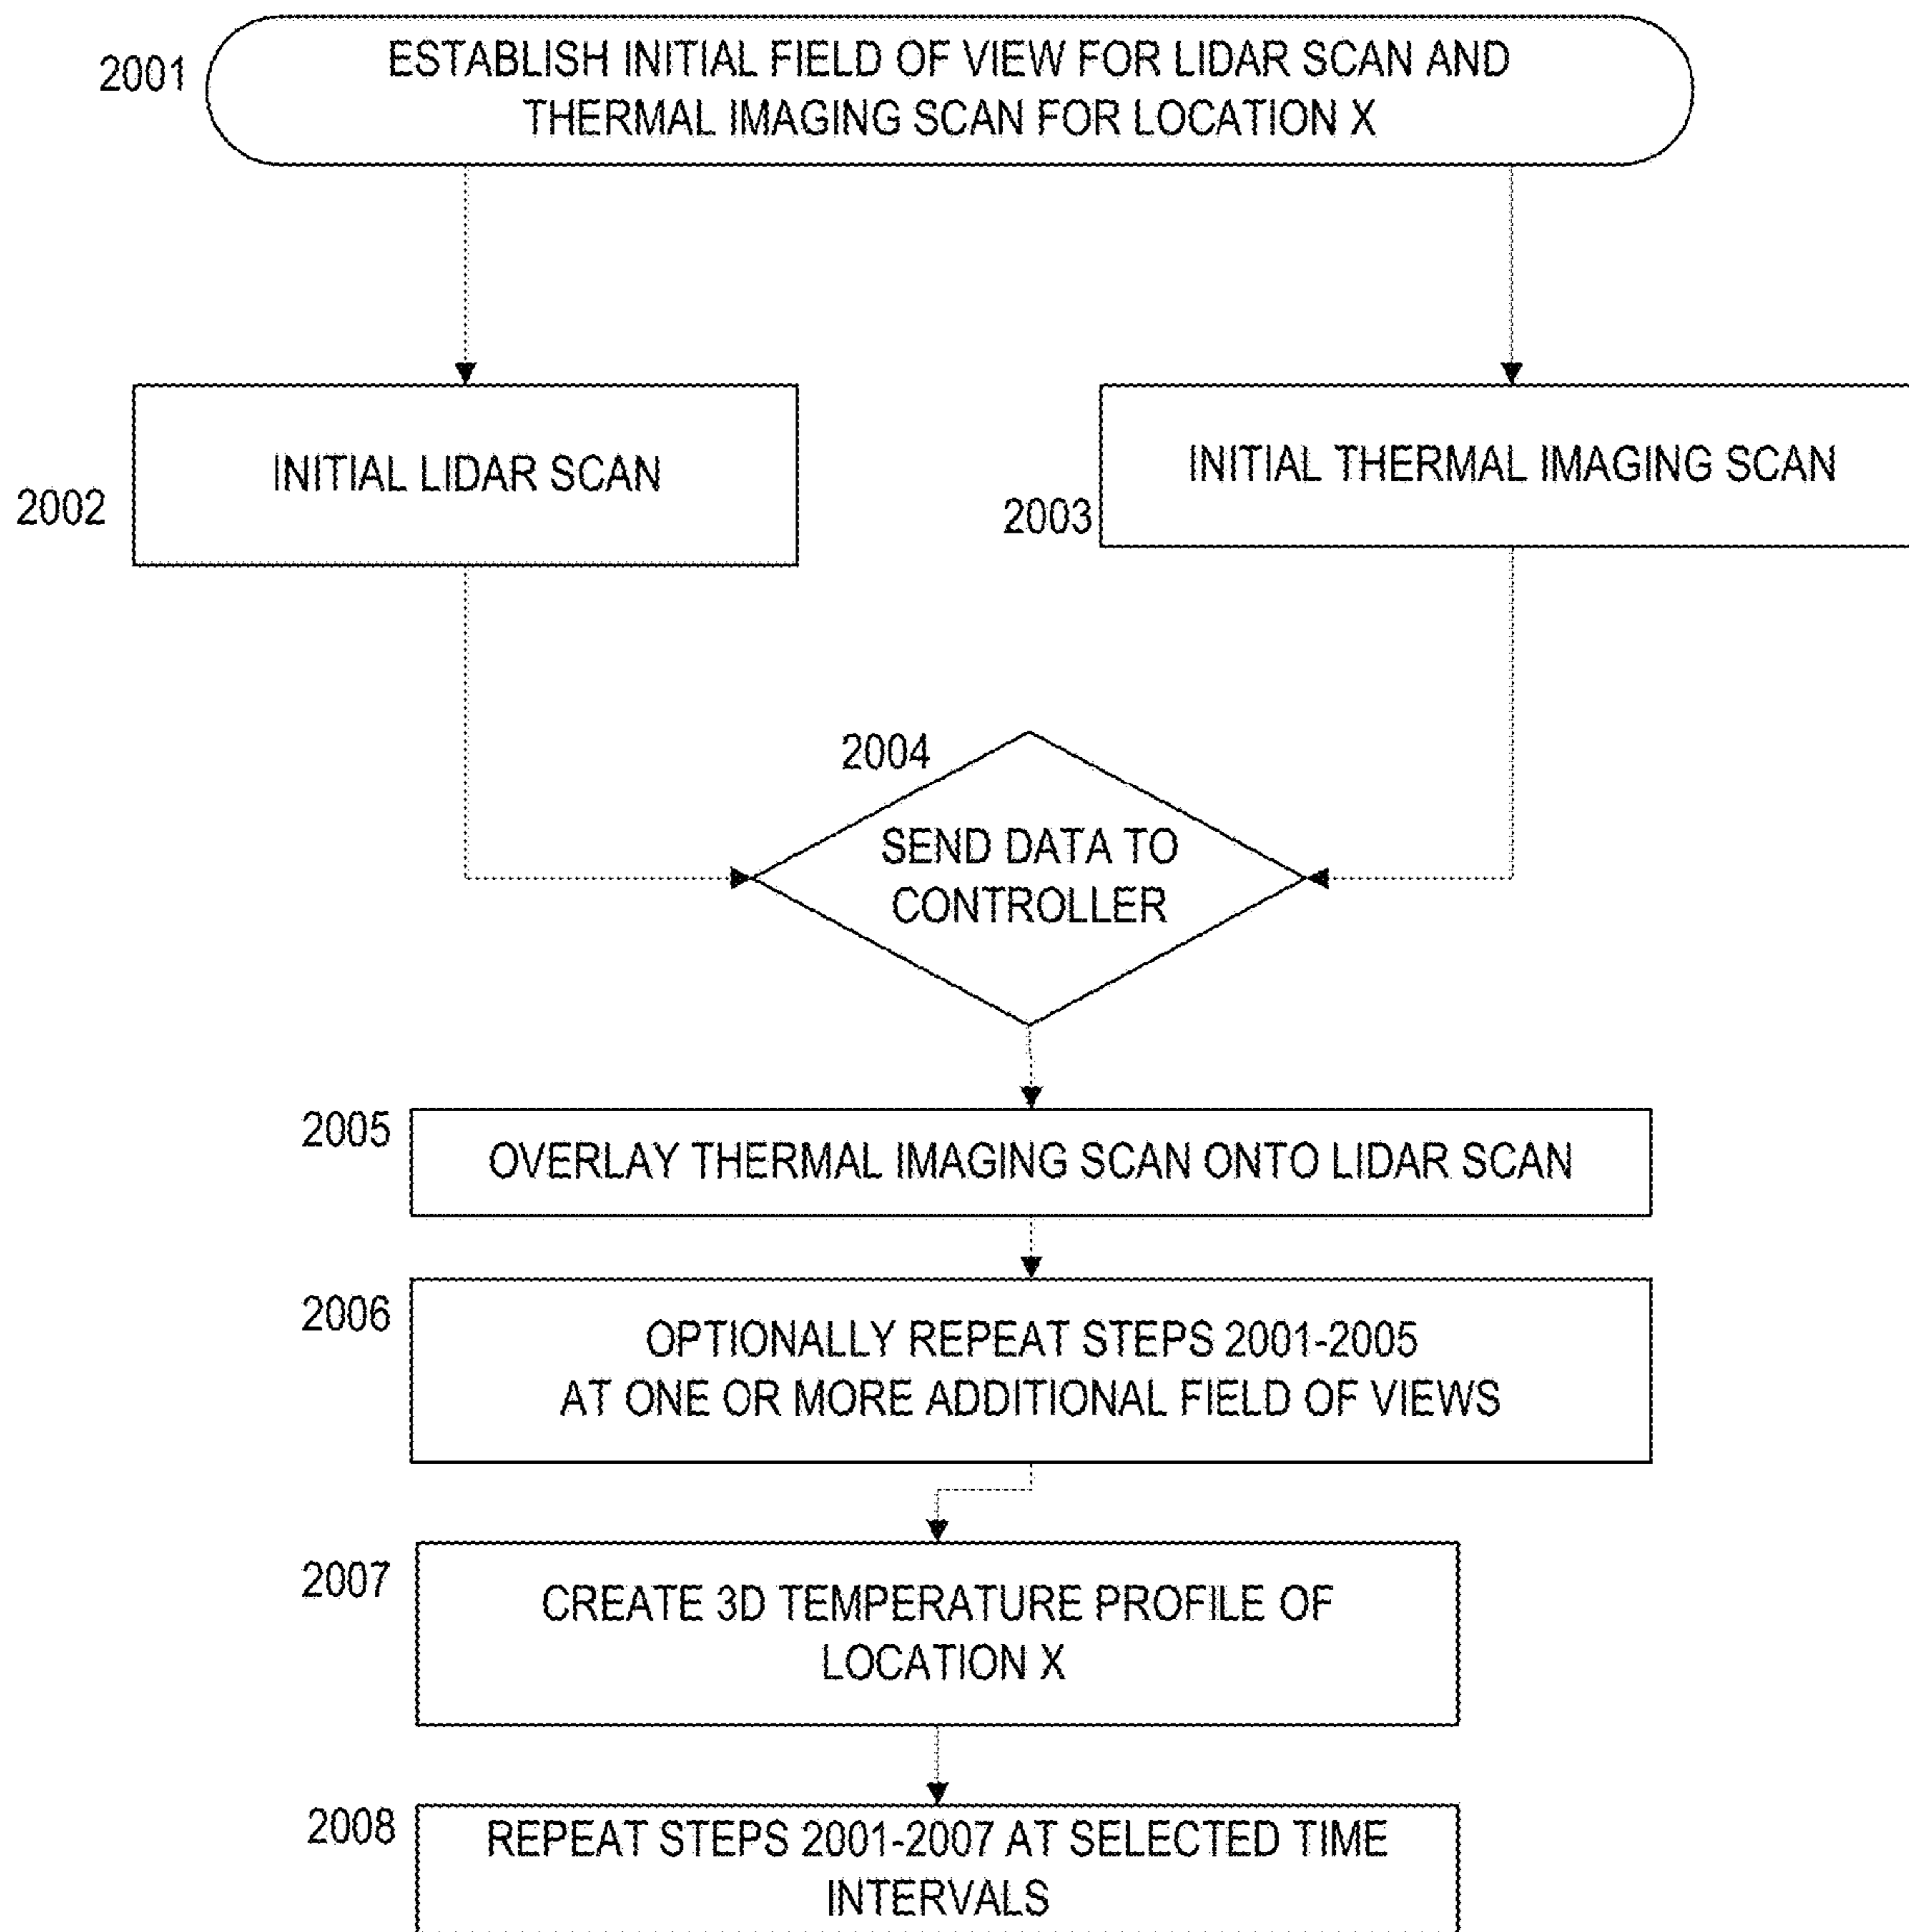 2001
ESTABLISH INITIAL FIELD OF VIEW FOR LIDAR SCAN AND
THERMAL IMAGING SCAN FOR LOCATION X
INITIAL LIDAR SCAN
2002
INITIAL THERMAL IMAGING SCAN
2003
2004
SEND DATA TO
CONTROLLER
2005
OVERLAY THERMAL IMAGING SCAN ONTO LIDAR SCAN
2006
OPTIONALLY REPEAT STEPS 2001-2005
AT ONE OR MORE ADDITIONAL FIELD OF VIEWS
2007
CREATE 3D TEMPERATURE PROFILE OF
LOCATION X
2008
REPEAT STEPS 2001-2007 AT SELECTED TIME
INTERVALS